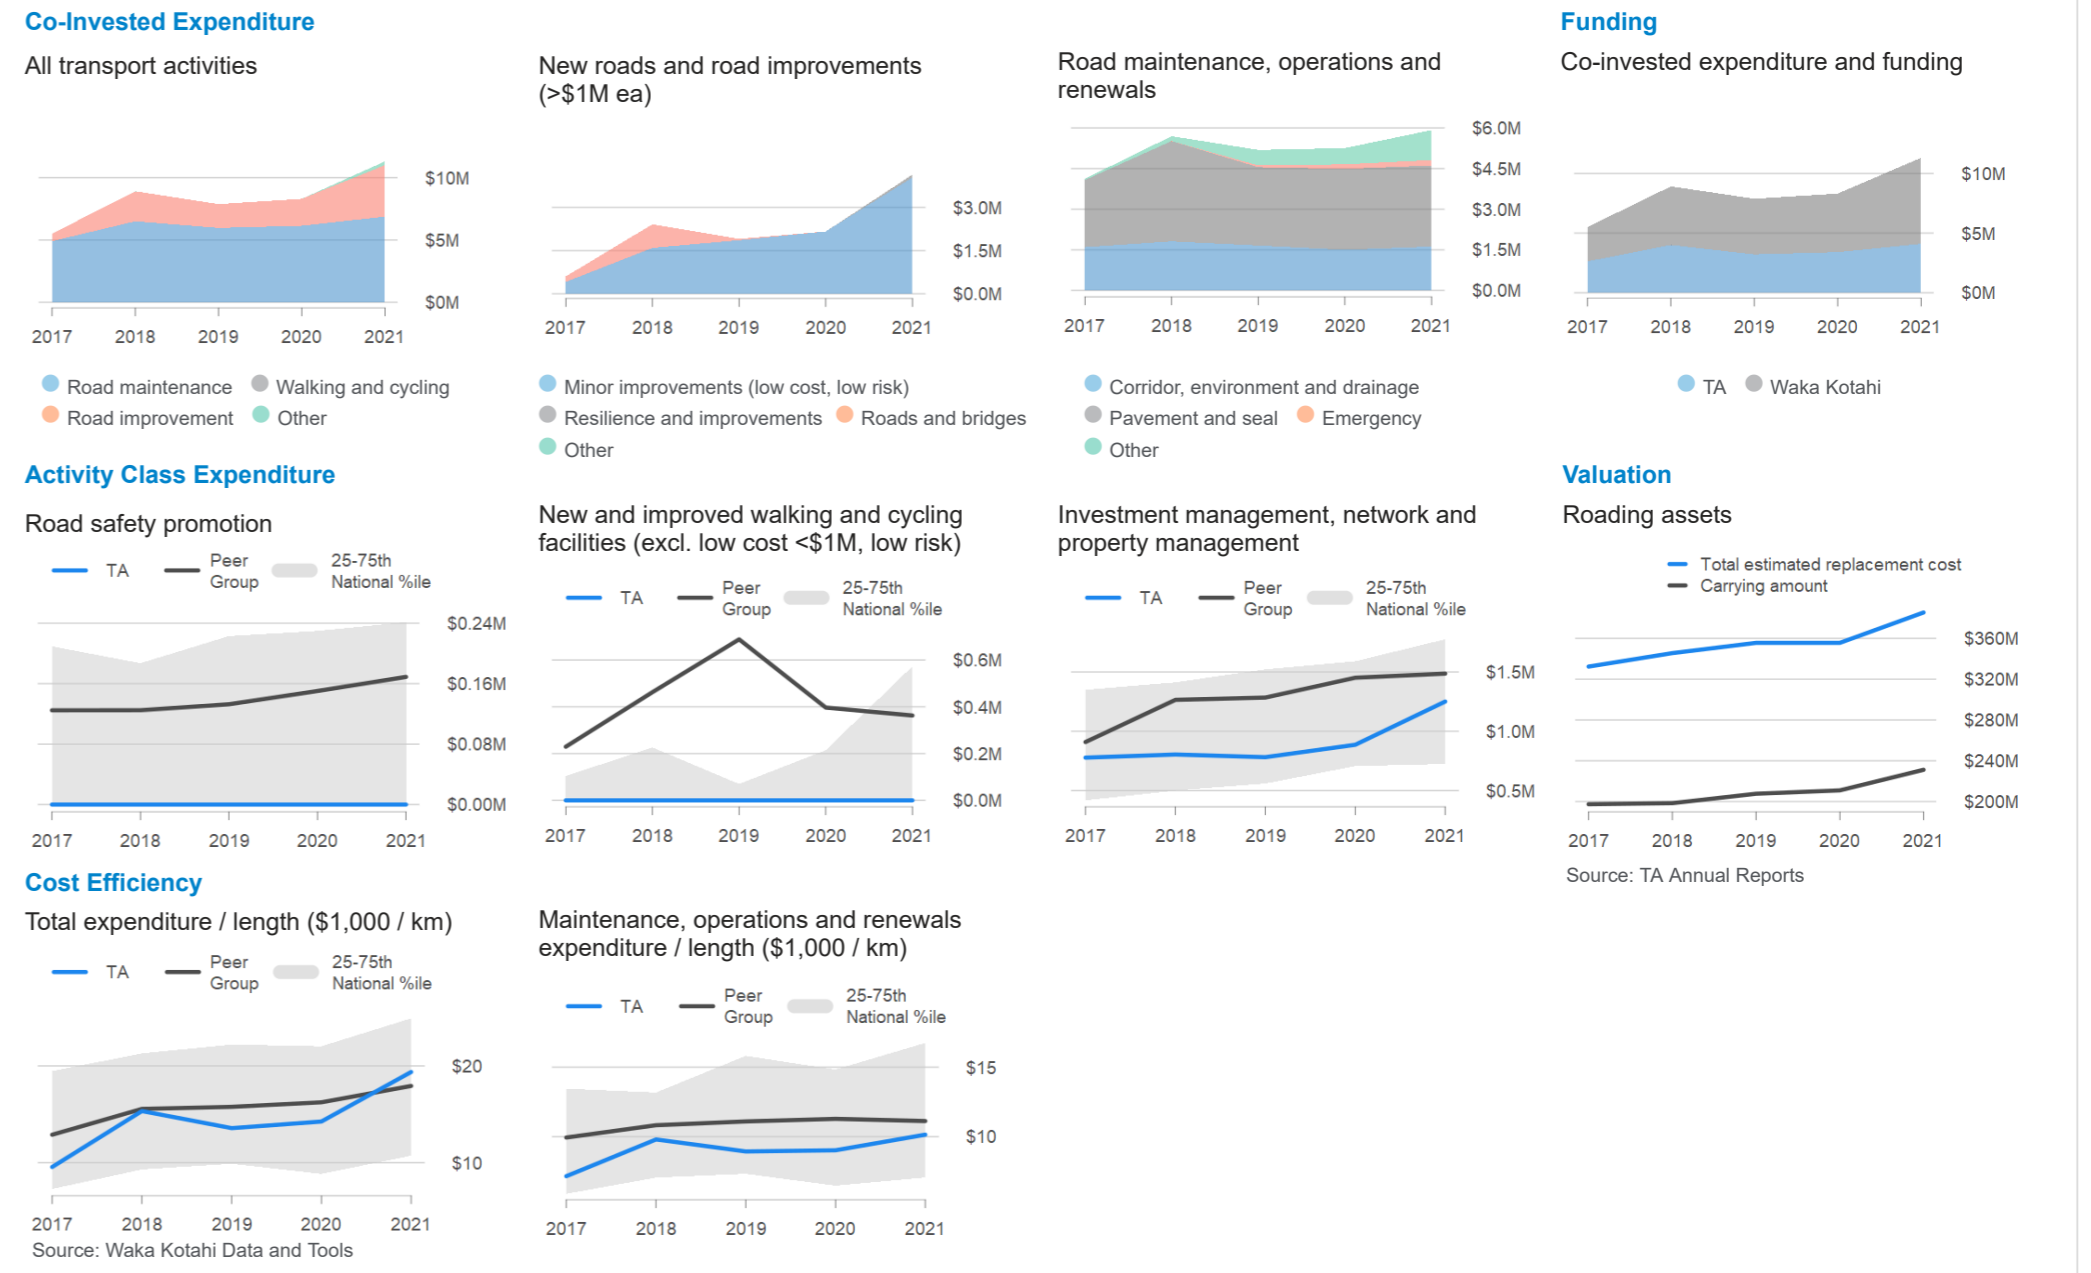 Co-Invested Expenditure
All transport activities
$10M
$5M
$0M
2017 2018 2019 2020 2021
Road maintenance Walking and cycling
Road improvement Other
New roads and road improvements
(>$1M ea)
$3.0M
$1.5M
$0.0M
2017 2018 2019 2020 2021
Minor improvements (low cost, low risk)
Resilience and improvements Roads and bridges
Other
Road maintenance, operations and
renewals
$6.0M
$4.5M
$3.0M
$1.5M
$0.0M
2017 2018 2019 2020 2021
Corridor, environment and drainage
Pavement and seal Emergency
Other
Funding
Co-invested expenditure and funding
$10M
$5M
$0M
2017 2018 2019 2020 2021
TA Waka Kotahi
Activity Class Expenditure
Road safety promotion
TA Peer Group 25-75th National %ile
$0.24M
$0.16M
$0.08M
$0.00M
2017 2018 2019 2020 2021
New and improved walking and cycling
facilities (excl. low cost <$1M, low risk)
TA Peer Group 25-75th National %ile
$0.6M
$0.4M
$0.2M
$0.0M
2017 2018 2019 2020 2021
Investment management, network and
property management
TA Peer Group 25-75th National %ile
$1.5M
$1.0M
$0.5M
2017 2018 2019 2020 2021
Valuation
Roading assets
Total estimated replacement cost
Carrying amount
$360M
$320M
$280M
$240M
$200M
2017 2018 2019 2020 2021
Source: TA Annual Reports
Cost Efficiency
Total expenditure / length ($1,000 / km)
TA Peer Group 25-75th National %ile
$20
$10
2017 2018 2019 2020 2021
Source: Waka Kotahi Data and Tools
Maintenance, operations and renewals
expenditure / length ($1,000 / km)
TA Peer Group 25-75th National %ile
$15
$10
2017 2018 2019 2020 2021